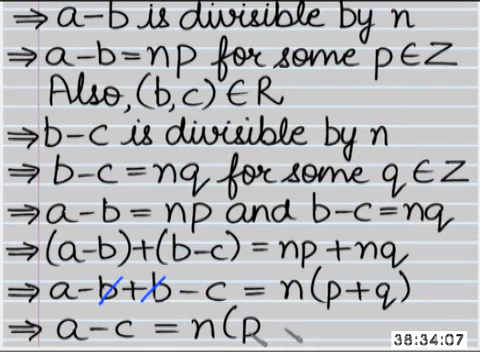 ⇒ a-b is divisible by n
⇒ a-b=np for some p∈Z
Also, (b,c) ∈R
⇒ b-c is divisible by n
⇒ b-c = nq for some q ∈ Z
⇒ a-b = np and b-c=nq
⇒ (a-b)+(b-c) = np+nq
⇒ a-b+b-c = n(p+q)
⇒ a-c = n(p
38:34:07